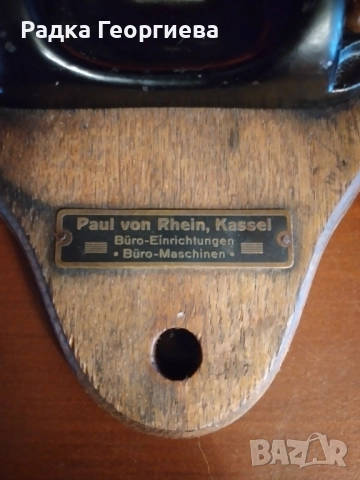 Радка Георгиева
Paul von Rhein, Kassel
Büro-Einrichtungen
• Büro-Maschinen •
BAZAR